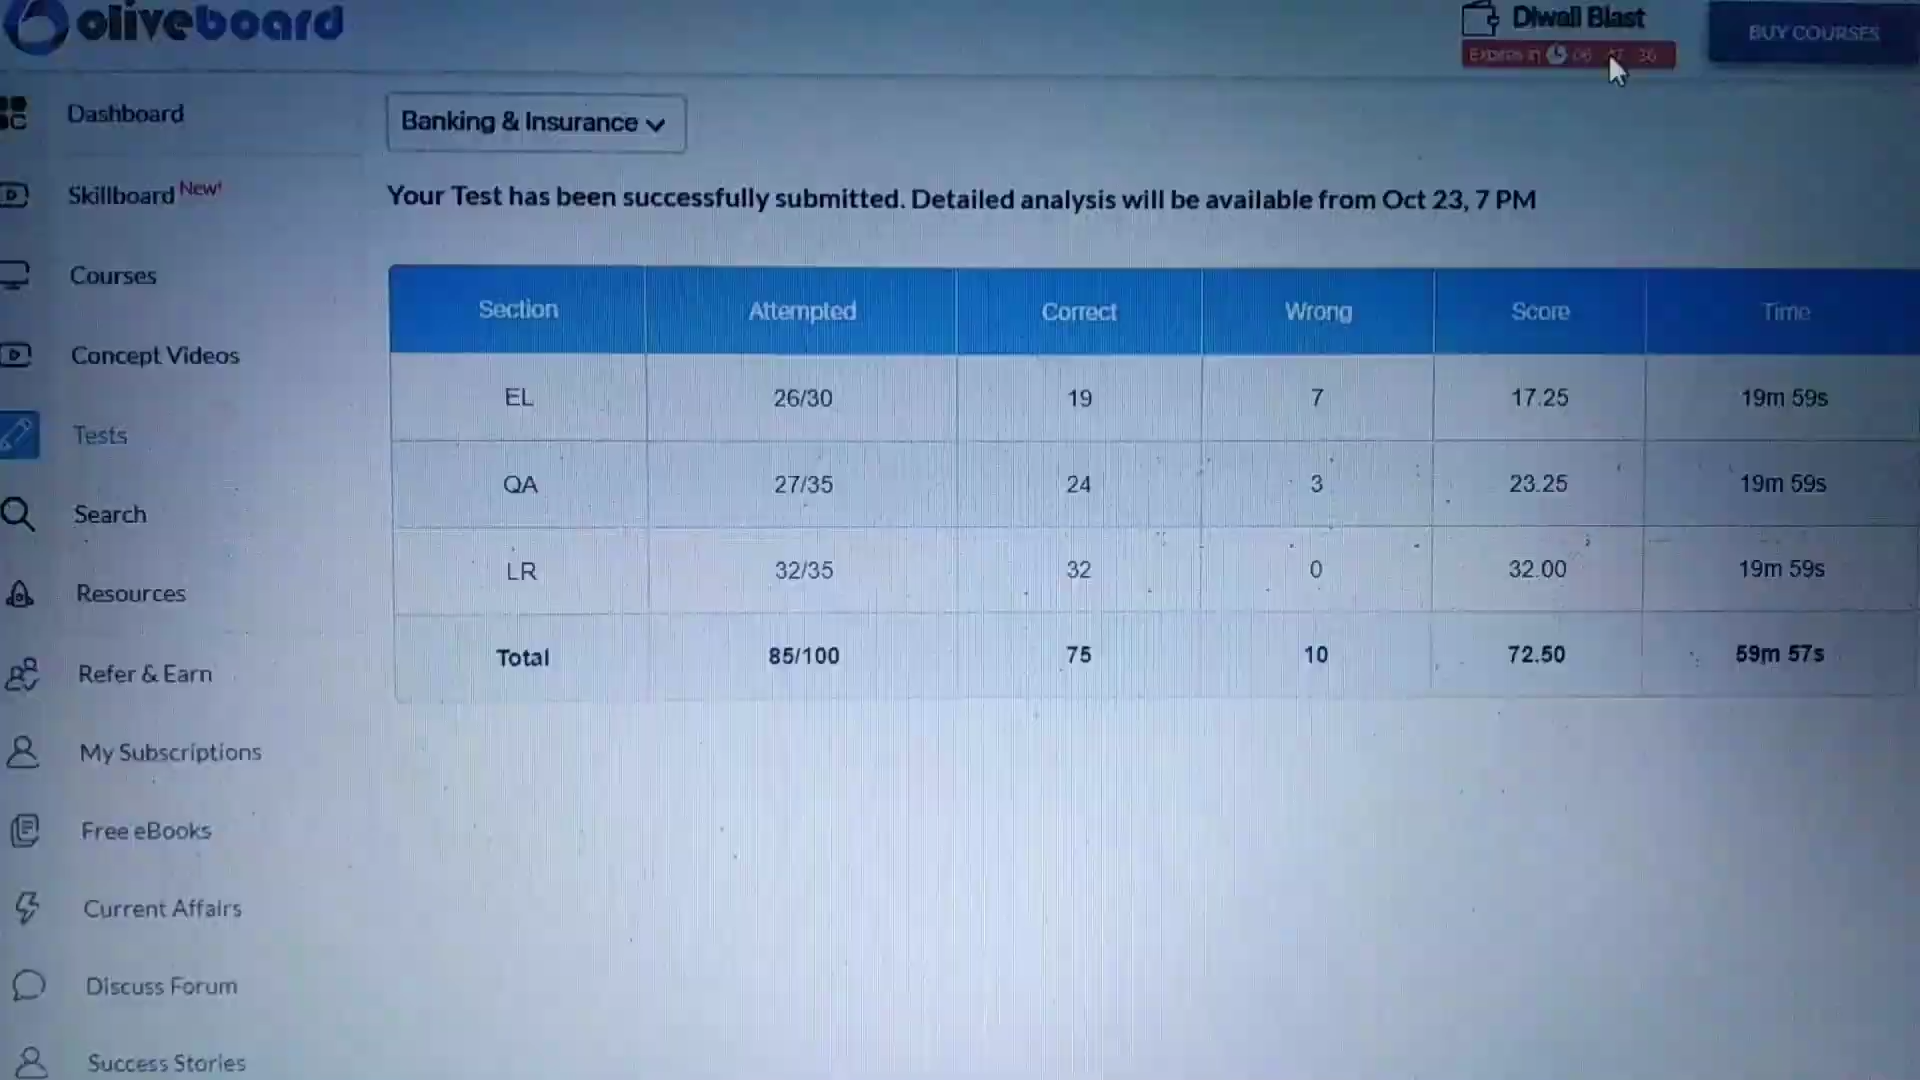 oliveboard
Diwali Blast
BUY COURSES
Expires in 06
36
Dashboard
Banking & Insurance
Skillboard New!
Your Test has been successfully submitted. Detailed analysis will be available from Oct 23, 7 PM
Courses
Section Attempted Correct Wrong Score Time
Concept Videos
EL 26/30 19 7 17.25 19m 59s
Tests
QA 27/35 24 3 23.25 19m 59s
Search
LR 32/35 32 0 32.00 19m 59s
Resources
Total 85/100 75 10 72.50 59m 57s
Refer & Earn
My Subscriptions
Free eBooks
Current Affairs
Discuss Forum
Success Stories